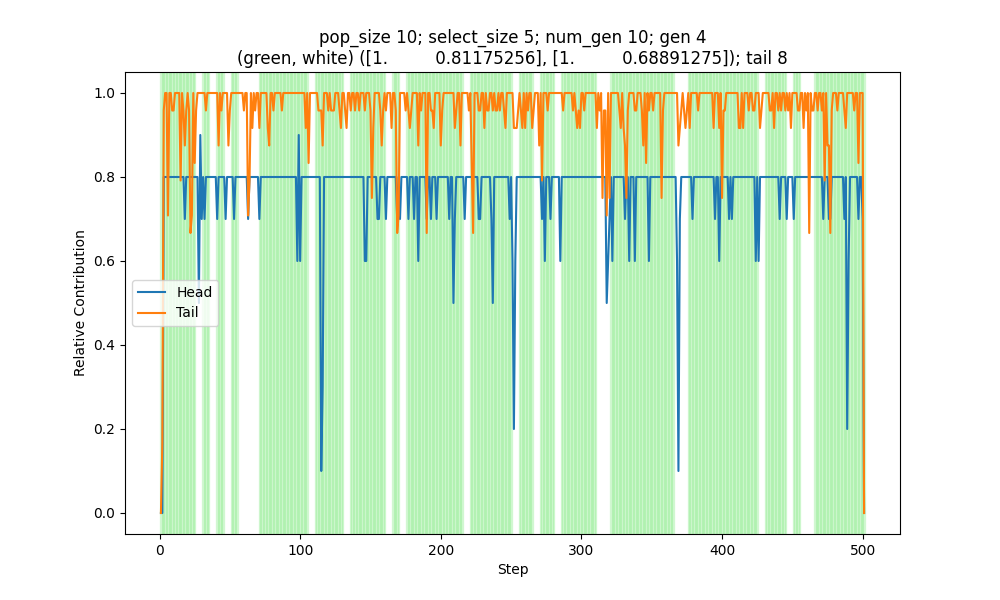 pop_size 10; select_size 5; num_gen 10; gen 4
(green, white) ([1. 0.81175256], [1. 0.68891275]); tail 8
1.0
0.8
0.6
0.4
0.2
0.0
Relative Contribution
Head
Tail
0 100 200 300 400 500
Step